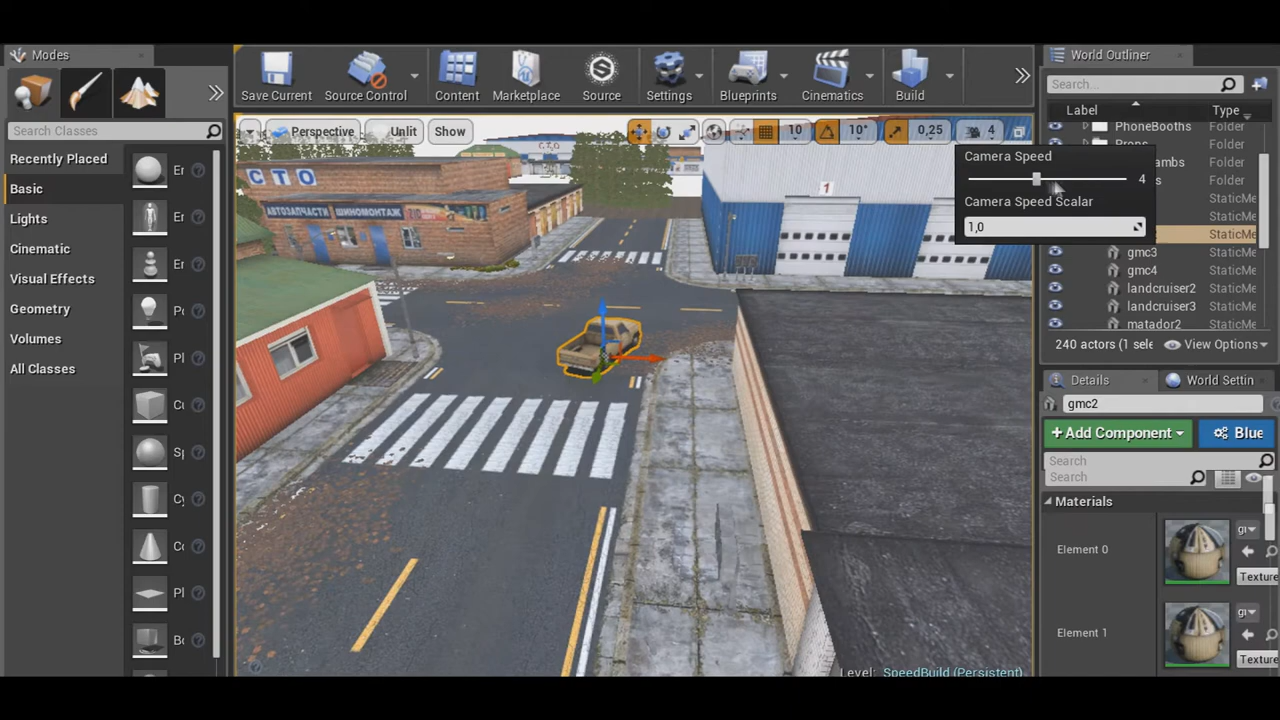 Modes
World Outliner
Save Current
Source Control
Content
Marketplace
Source
Settings
Blueprints
Cinematics
Build
Search...
Label
Type
Search Classes
Perspective
Unlit
Show
10
10°
0,25
4
PhoneBooths
Folder
Props
Folder
Folder
Folder
Camera Speed
4
Camera Speed Scalar
1,0
StaticMe
StaticMe
StaticMe
gmc3
StaticMe
gmc4
StaticMe
landcruiser2
StaticMe
landcruiser3
StaticMe
matador2
StaticMe
240 actors (1 sele
View Options
Recently Placed
Basic
Lights
Cinematic
Visual Effects
Geometry
Volumes
All Classes
СТО
АВТОЗАПЧАСТИ
ШИНОМОНТАЖ
СТО
1
Details
World Settin
gmc2
+Add Component
Blue
Search
Search
Materials
Element 0
Texture
Element 1
Texture
Level: SpeedBuild (Persistent)